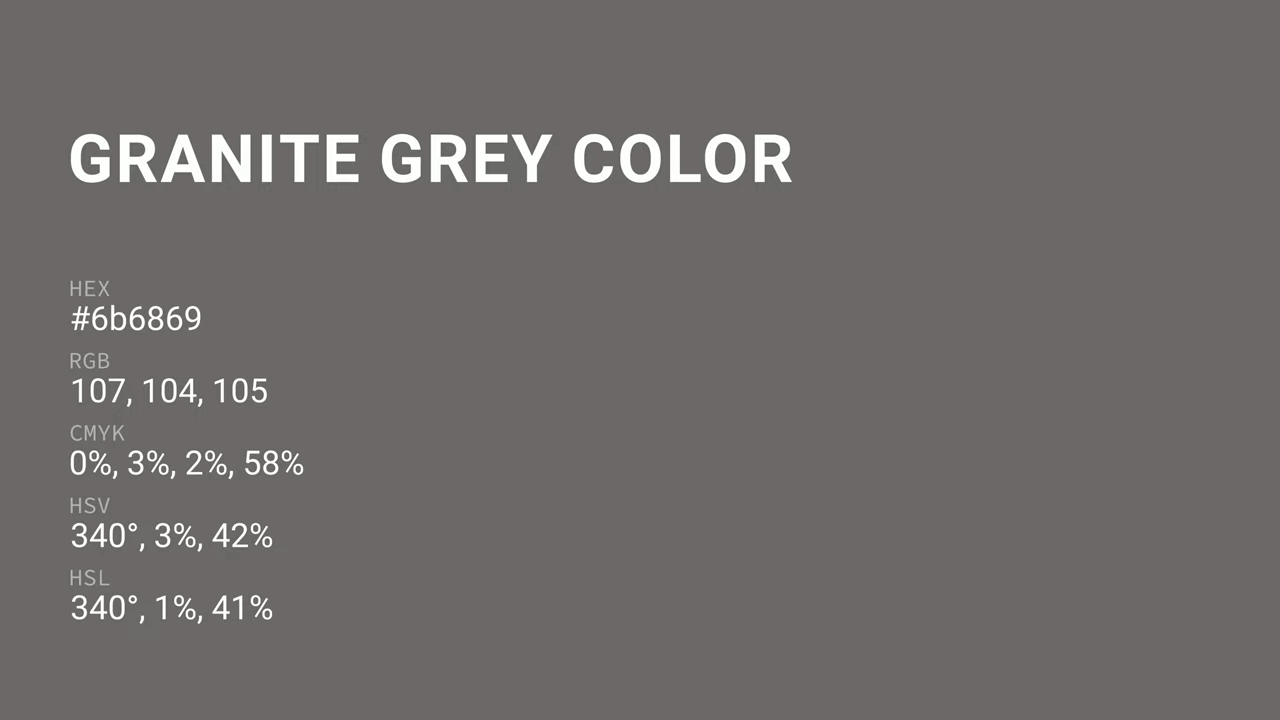 GRANITE GREY COLOR
HEX
#6b6869
RGB
107, 104, 105
CMYK
0%, 3%, 2%, 58%
HSV
340°, 3%, 42%
HSL
340°, 1%, 41%